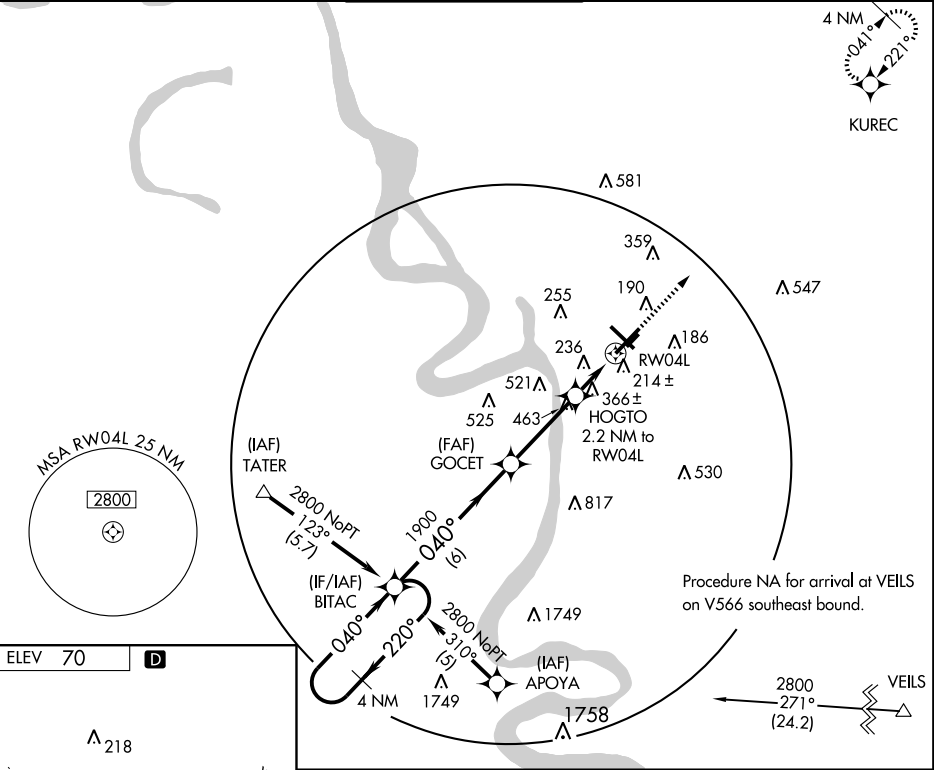 4 NM
041°
221°
KUREC
581
359
547
190
255
186
236
RW04L
214 ±
521
366 ±
525
463
HOGTO
2.2 NM to
RW04L
(FAF)
GOCET
530
817
(IAF)
TATER
MSA RW04L 25 NM
2800
2800 NoPT
123°
(5.7)
1900
040°
(6)
(IF/IAF)
BITAC
Procedure NA for arrival at VEILS
on V566 southeast bound.
1749
2800 NoPT
310°
(5)
040°
220°
4 NM
1749
(IAF)
APOYA
1758
2800
271°
(24.2)
VEILS
ELEV 70
D
218